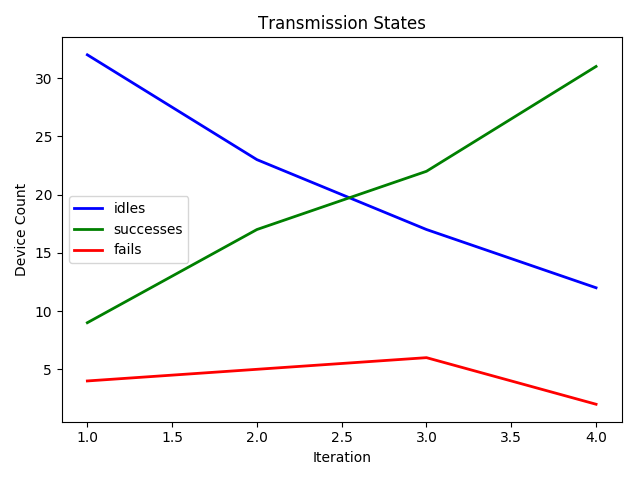 Transmission States
Device Count
30
25
20
15
10
5
idles
successes
fails
1.0 1.5 2.0 2.5 3.0 3.5 4.0
Iteration